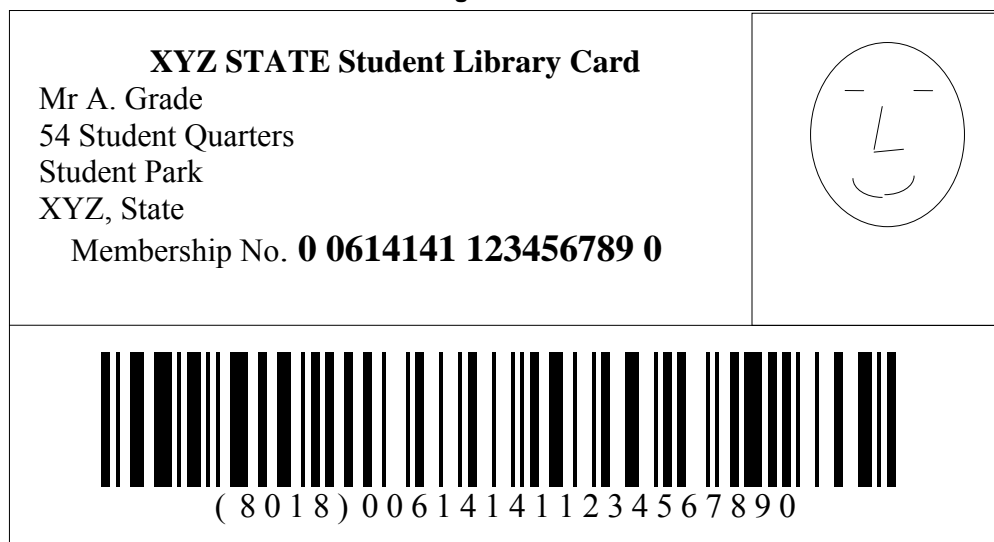 XYZ STATE Student Library Card
Mr A. Grade
54 Student Quarters
Student Park
XYZ, State
Membership No. 0 0614141 123456789 0
(8018)006141411234567890